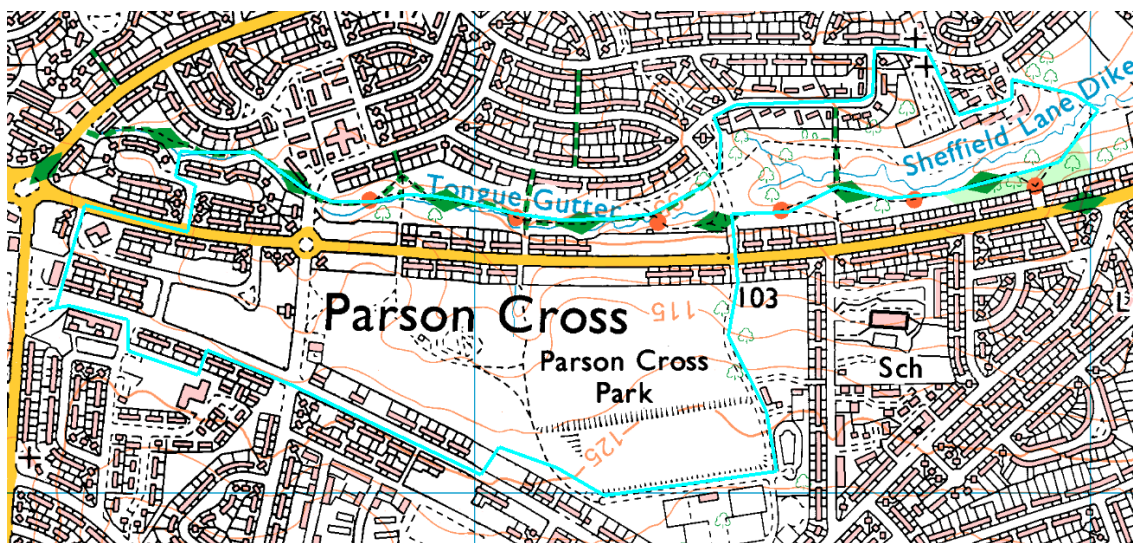 Sheffield Lane Dike
Tongue Gutter
Parson Cross
115
103
Parson Cross
Park
Sch
L
125